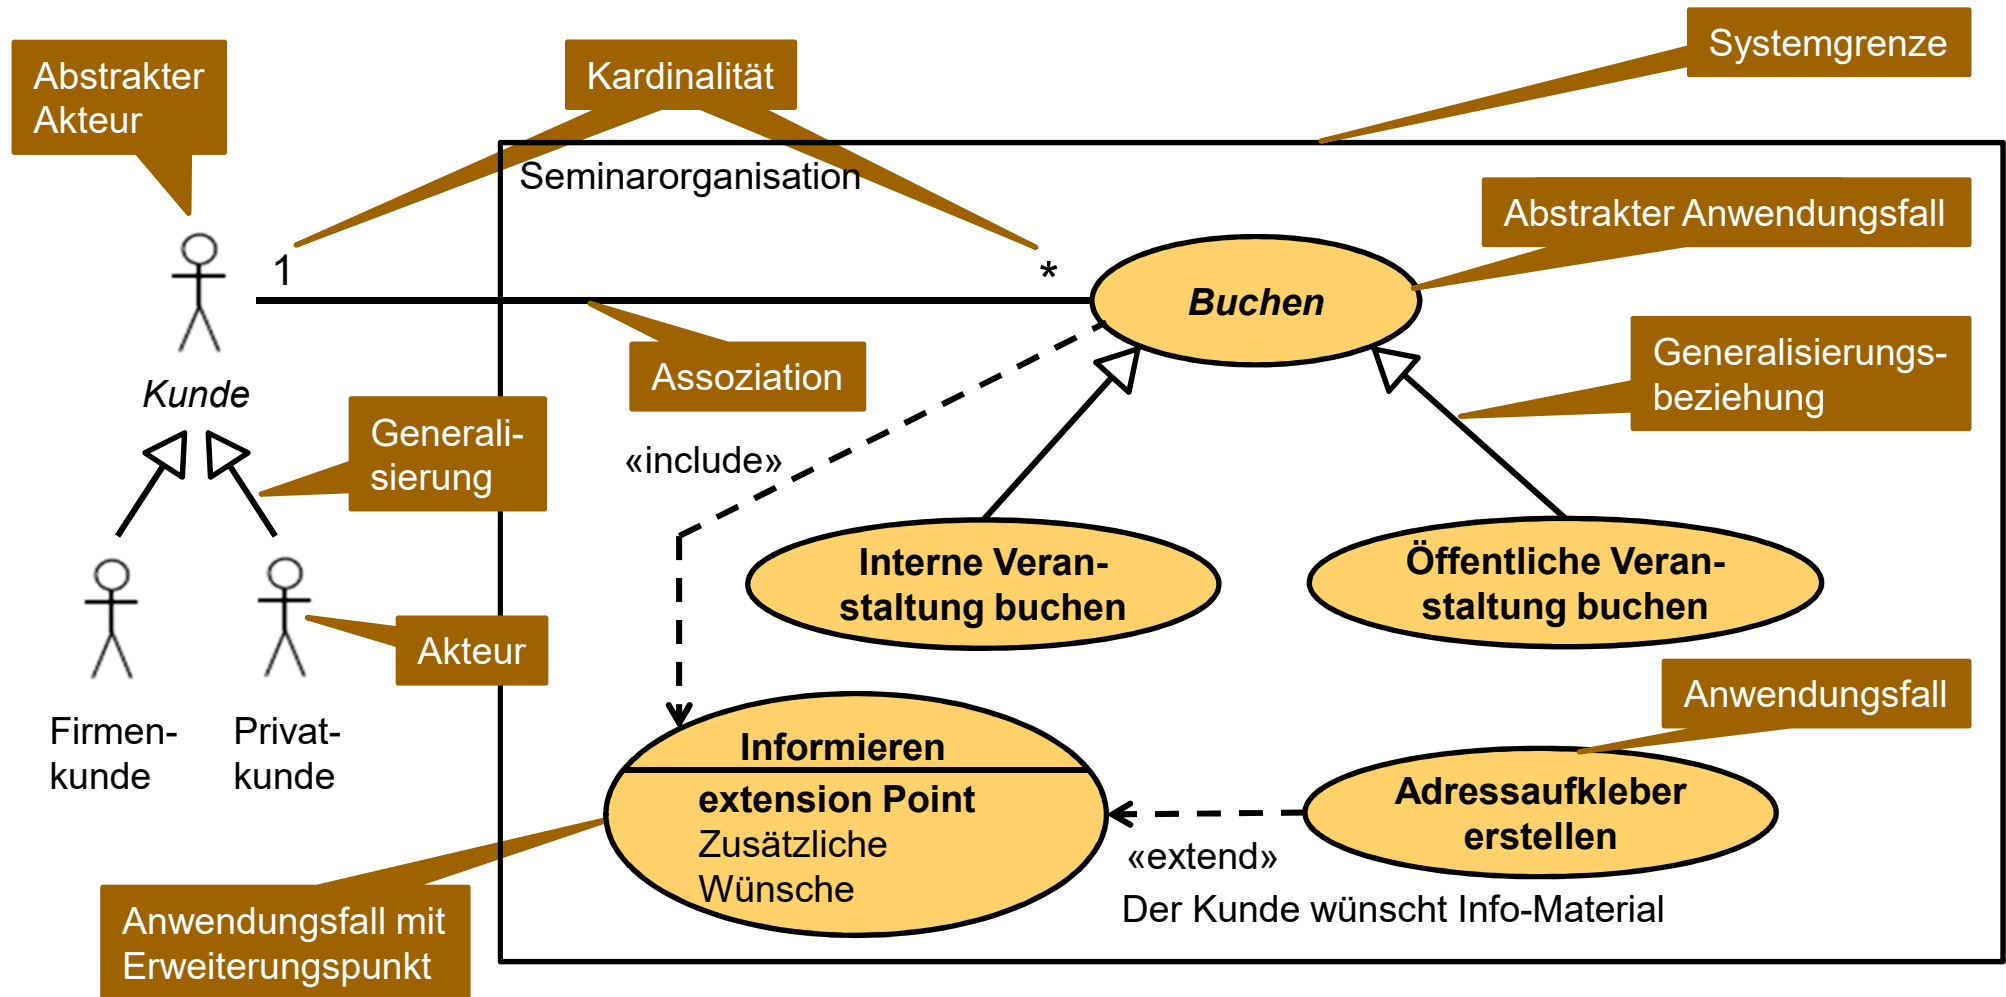 Systemgrenze
Abstrakter
Akteur
Kardinalität
Seminarorganisation
Abstrakter Anwendungsfall
1
*
Buchen
Assoziation
Generalisierungs-
beziehung
Kunde
Generali-
sierung
«include»
Interne Veran-
staltung buchen
Öffentliche Veran-
staltung buchen
Akteur
Anwendungsfall
Firmen-
kunde
Privat-
kunde
Informieren
extension Point
Zusätzliche
Wünsche
Adressaufkleber
erstellen
«extend»
Der Kunde wünscht Info-Material
Anwendungsfall mit
Erweiterungspunkt